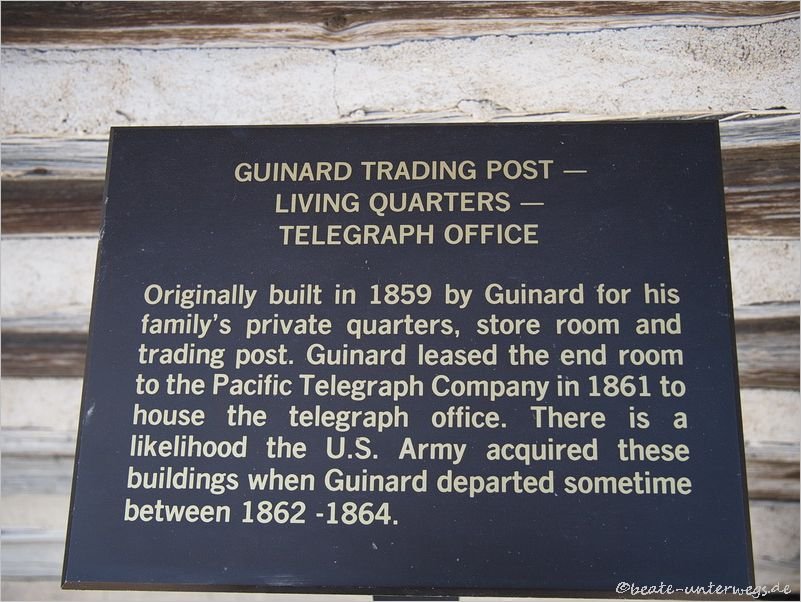 GUINARD TRADING POST —
LIVING QUARTERS —
TELEGRAPH OFFICE
Originally built in 1859 by Guinard for his
family's private quarters, store room and
trading post. Guinard leased the end room
to the Pacific Telegraph Company in 1861 to
house the telegraph office. There is a
likelihood the U.S. Army acquired these
buildings when Guinard departed sometime
between 1862 -1864.
©beate-unterwegs.de